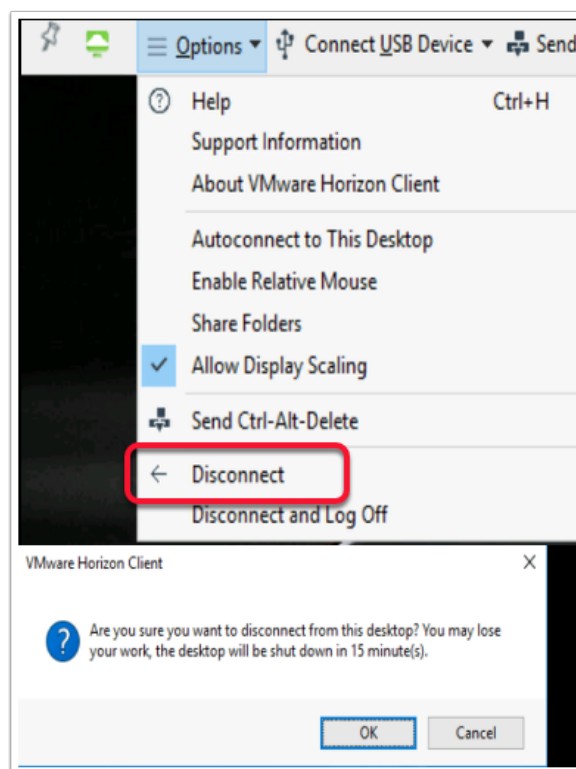 Options Connect USB Device Send
Help Ctrl+H
Support Information
About VMware Horizon Client
Autoconnect to This Desktop
Enable Relative Mouse
Share Folders
Allow Display Scaling
Send Ctrl-Alt-Delete
Disconnect
Disconnect and Log Off
VMware Horizon Client
Are you sure you want to disconnect from this desktop? You may lose
your work, the desktop will be shut down in 15 minute(s).
OK Cancel